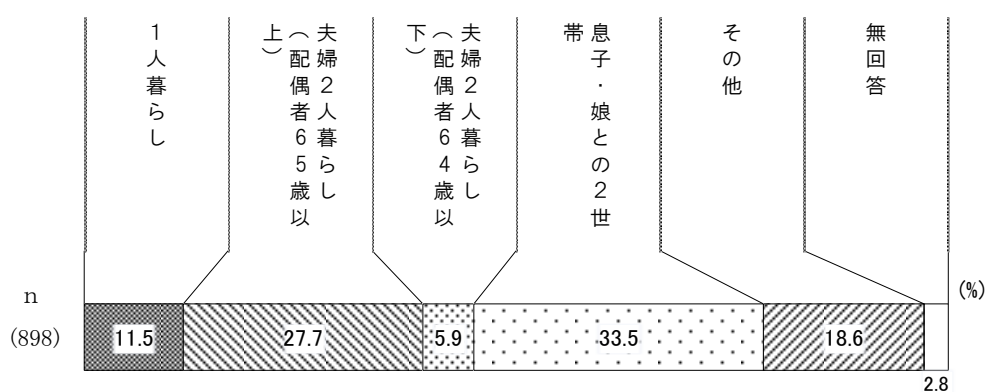 1人暮らし
夫婦2人暮らし
(配偶者65歳以
上)
夫婦2人暮らし
(配偶者64歳以
下)
息子・娘との2世
帯
その他
無回答
(%)
n
(898)
11.5
27.7
5.9
33.5
18.6
2.8